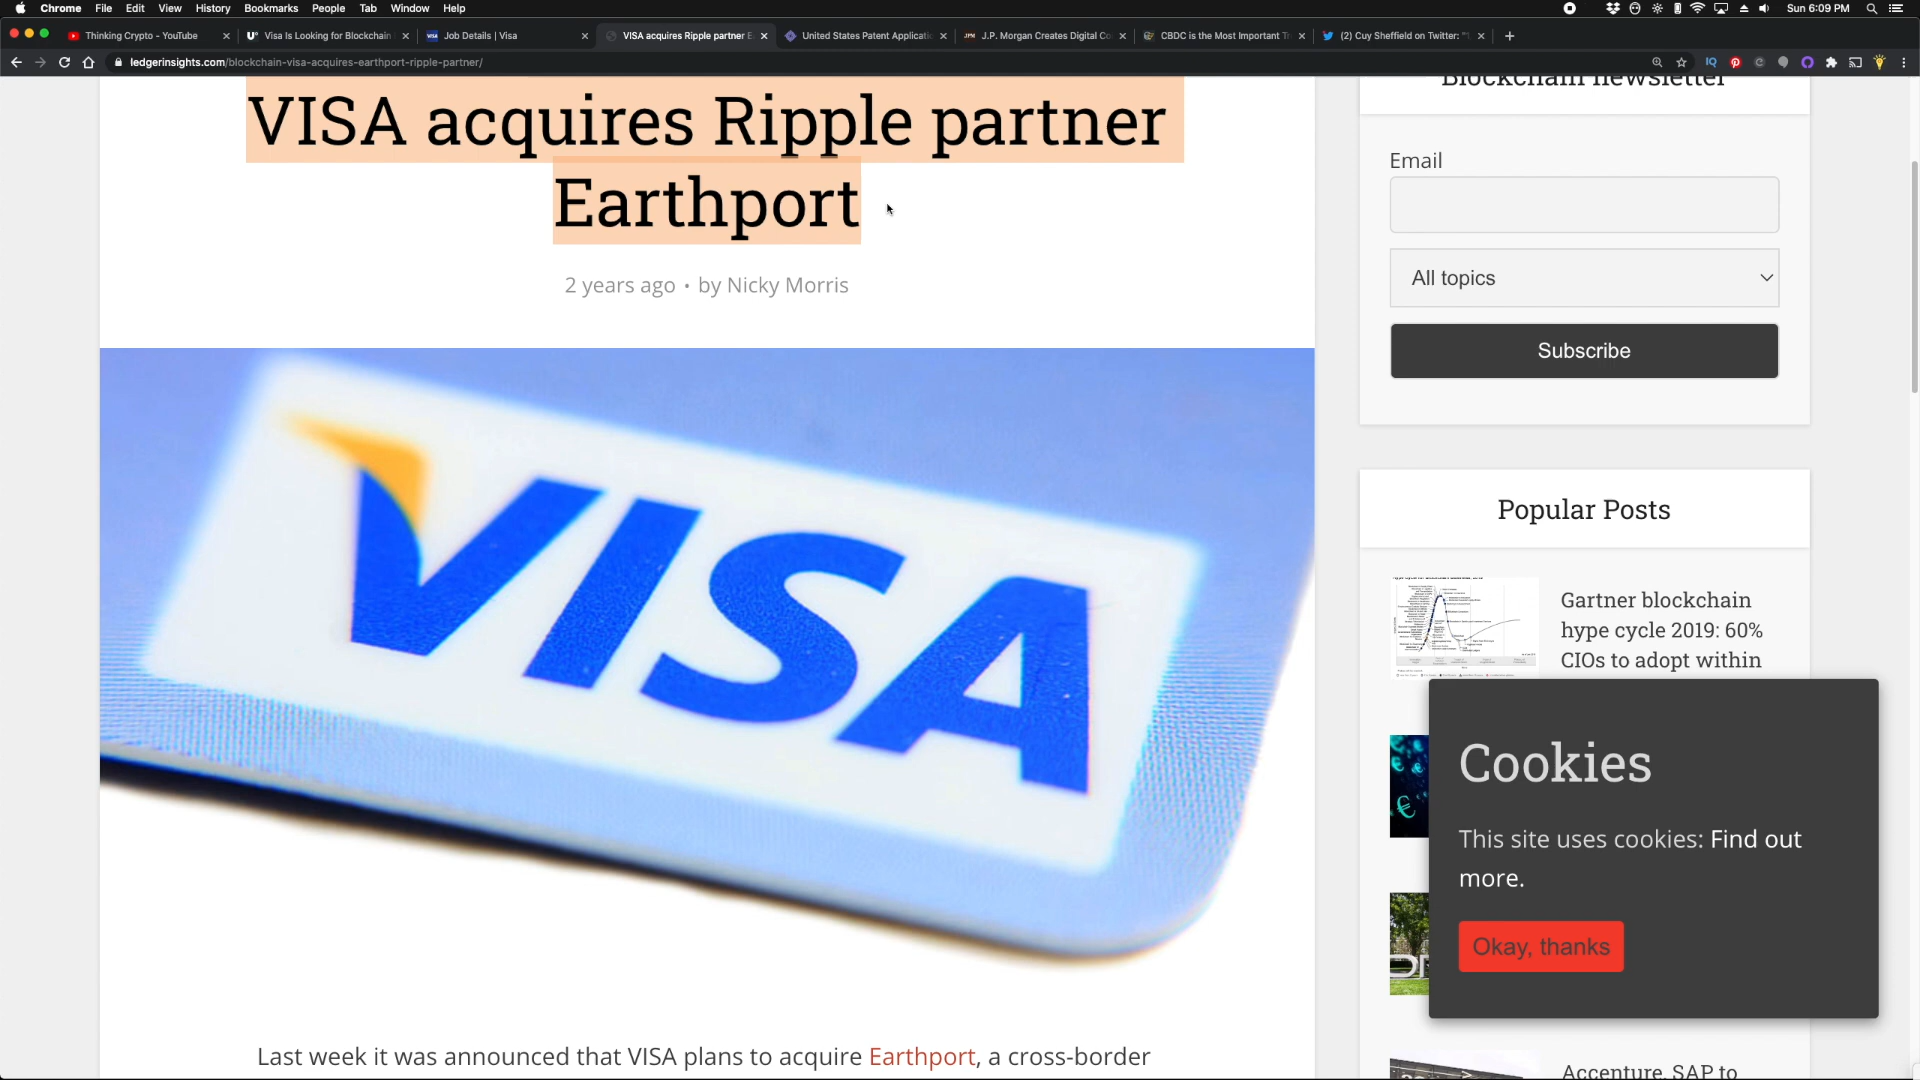 Chrome File Edit View History Bookmarks People Tab Window Help
Sun 6:09 PM
Thinking Crypto - YouTube
Visa Is Looking for Blockchain
Job Details | Visa
VISA acquires Ripple partner E
United States Patent Applicati
J.P. Morgan Creates Digital Co
CBDC is the Most Important T
(2) Cuy Sheffield on Twitter: "
ledgerinsights.com/blockchain-visa-acquires-earthport-ripple-partner/
VISA acquires Ripple partner
Earthport
2 years ago • by Nicky Morris
VISA
Last week it was announced that VISA plans to acquire Earthport, a cross-border
Blockchain newsletter
Email
All topics
Subscribe
Popular Posts
Gartner blockchain
hype cycle 2019: 60%
CIOs to adopt within
Cookies
This site uses cookies: Find out
more.
Okay, thanks
Accenture, SAP to